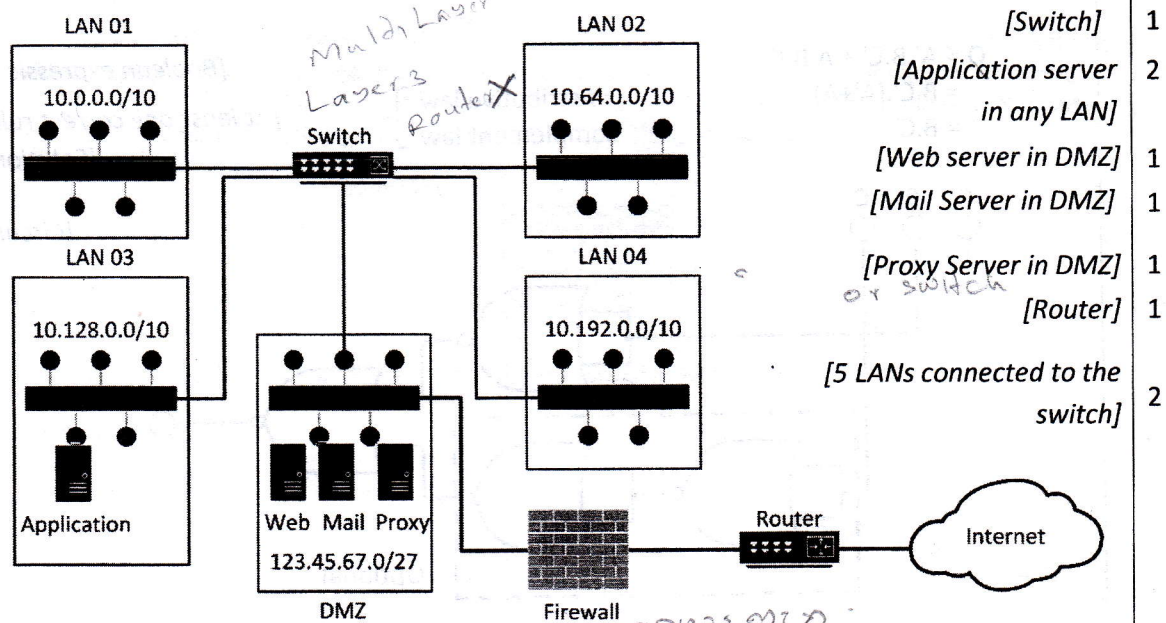 LAN 01
Multi Layer
LAN 02
[Switch] 1
10.0.0.0/10
Layer 3
Router X
10.64.0.0/10
[Application server 2
in any LAN]
Switch
[Web server in DMZ] 1
[Mail Server in DMZ] 1
LAN 03
LAN 04
[Proxy Server in DMZ] 1
or switch
[Router] 1
10.128.0.0/10
10.192.0.0/10
[5 LANs connected to the
switch] 2
Application
Web Mail Proxy
Router
Internet
123.45.67.0/27
DMZ
Firewall